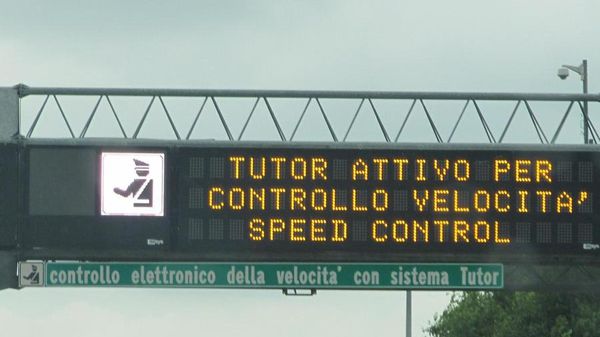 TUTOR ATTIVO PER
CONTROLLO VELOCITA'
SPEED CONTROL
controllo elettronico della velocita' con sistema Tutor